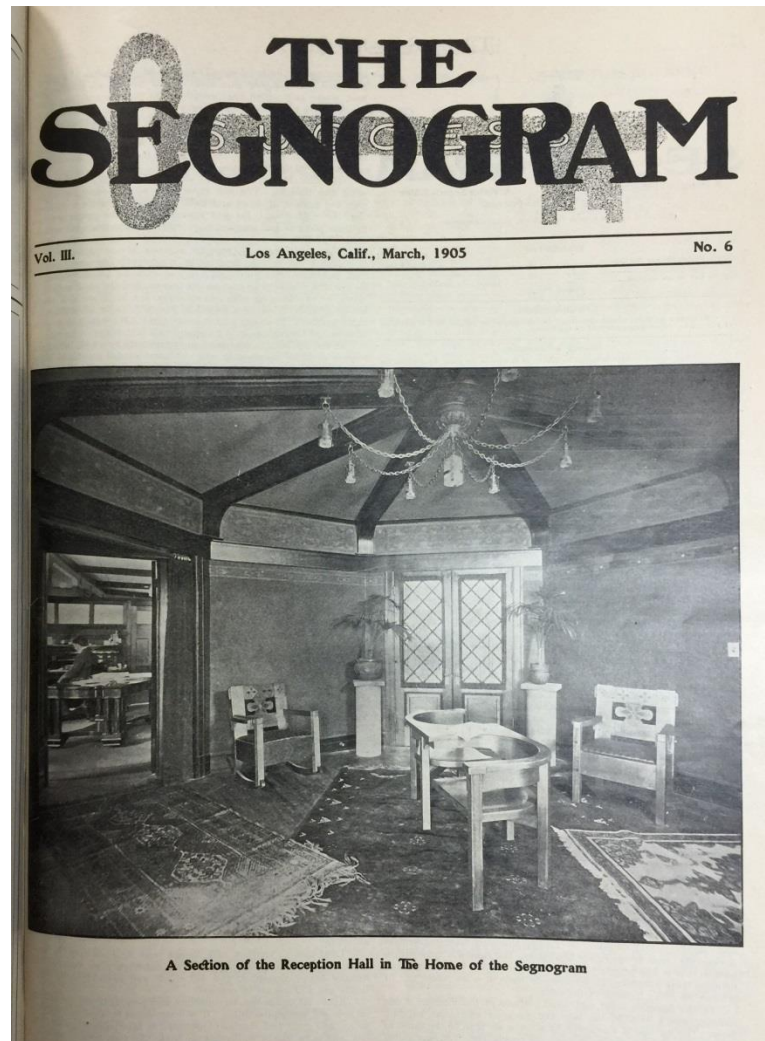 THE
SUCCESS
SEGNOGRAM
Vol. III. Los Angeles, Calif., March, 1905 No. 6
A Section of the Reception Hall in The Home of the Segnogram